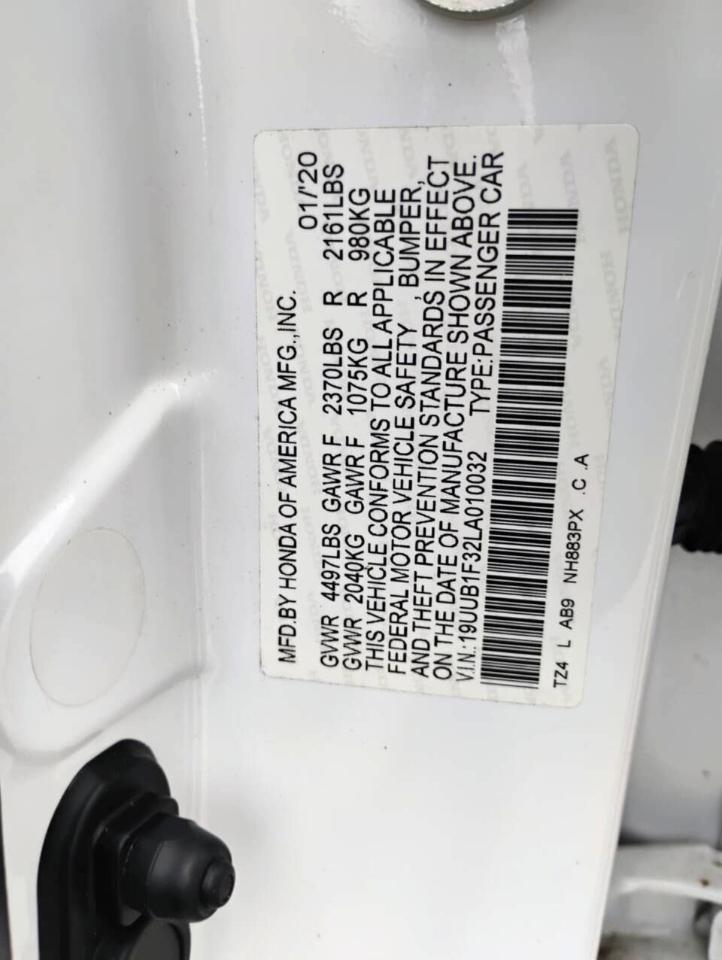 MFD.BY HONDA OF AMERICA MFG.,INC. 01/'20
GVWR 4497LBS GAWR F 2370LBS R 2161LBS
GVWR 2040KG GAWR F 1075KG R 980KG
THIS VEHICLE CONFORMS TO ALL APPLICABLE
FEDERAL MOTOR VEHICLE SAFETY , BUMPER,
AND THEFT PREVENTION STANDARDS IN EFFECT
ON THE DATE OF MANUFACTURE SHOWN ABOVE.
V.I.N.:19UUB1F32LA010032 TYPE:PASSENGER CAR
TZ4 L AB9 NH883PX .C .A
HONDA